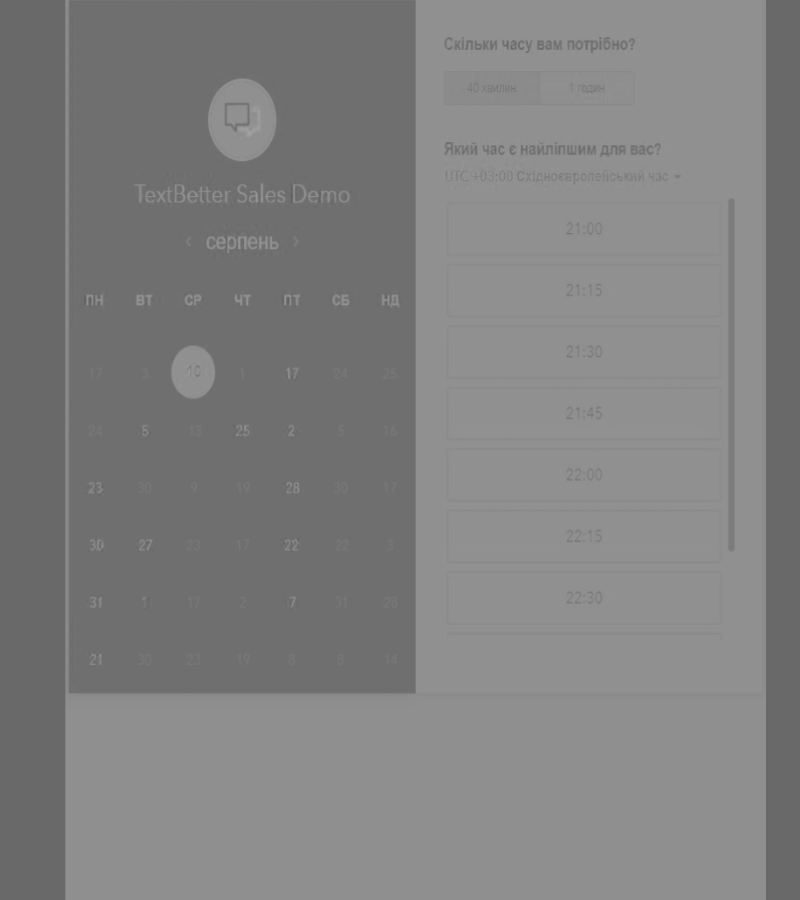 TextBetter Sales Demo
‹ серпень ›
ПН ВТ СР ЧТ ПТ СБ НД
17 3 10 1 17 24 25
24 5 13 25 2 5 16
23 30 9 19 28 30 17
30 27 23 17 22 22 3
31 1 17 2 7 31 28
21 30 23 19 8 8 14
Скільки часу вам потрібно?
40 хвилин 1 годин
Який час є найліпшим для вас?
UTC +03:00 Східноєвропейський час
21:00
21:15
21:30
21:45
22:00
22:15
22:30